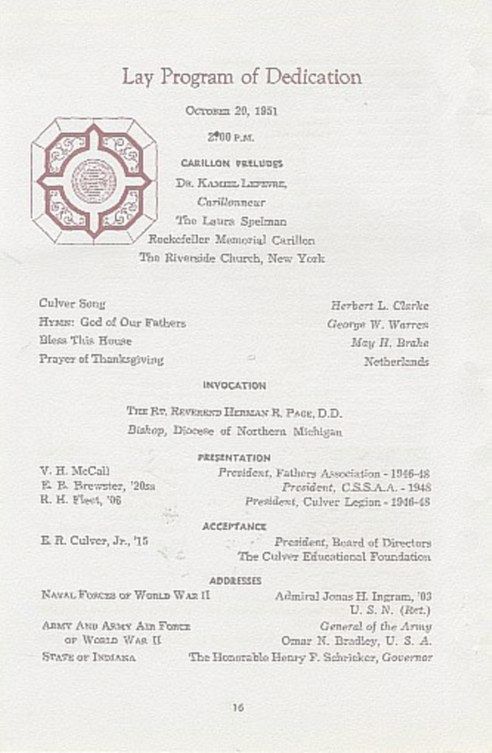 Lay Program of Dedication
October 20, 1951
2:00 P.M.
CARILLON PRELUDES
Dr. Kamiel Lefevre,
Carillonneur
The Laura Spelman
Rockefeller Memorial Carillon
The Riverside Church, New York
Culver Song Herbert L. Clarke
Hymn: God of Our Fathers George W. Warren
Bless This House May H. Brahe
Prayer of Thanksgiving Netherlands
INVOCATION
The Rt. Reverend Herman R. Page, D.D.
Bishop, Diocese of Northern Michigan
PRESENTATION
V. H. McCall President, Fathers Association - 1946-48
E. B. Brewster, '20ss President, C.S.S.A.A. - 1948
R. H. Fleet, '06 President, Culver Legion - 1946-48
ACCEPTANCE
E. R. Culver, Jr., '15 President, Board of Directors
The Culver Educational Foundation
ADDRESSES
Naval Forces of World War II Admiral Jonas H. Ingram, '03
U. S. N. (Ret.)
Army And Army Air Force General of the Army
of World War II Omar N. Bradley, U. S. A.
State of Indiana The Honorable Henry F. Schricker, Governor
16